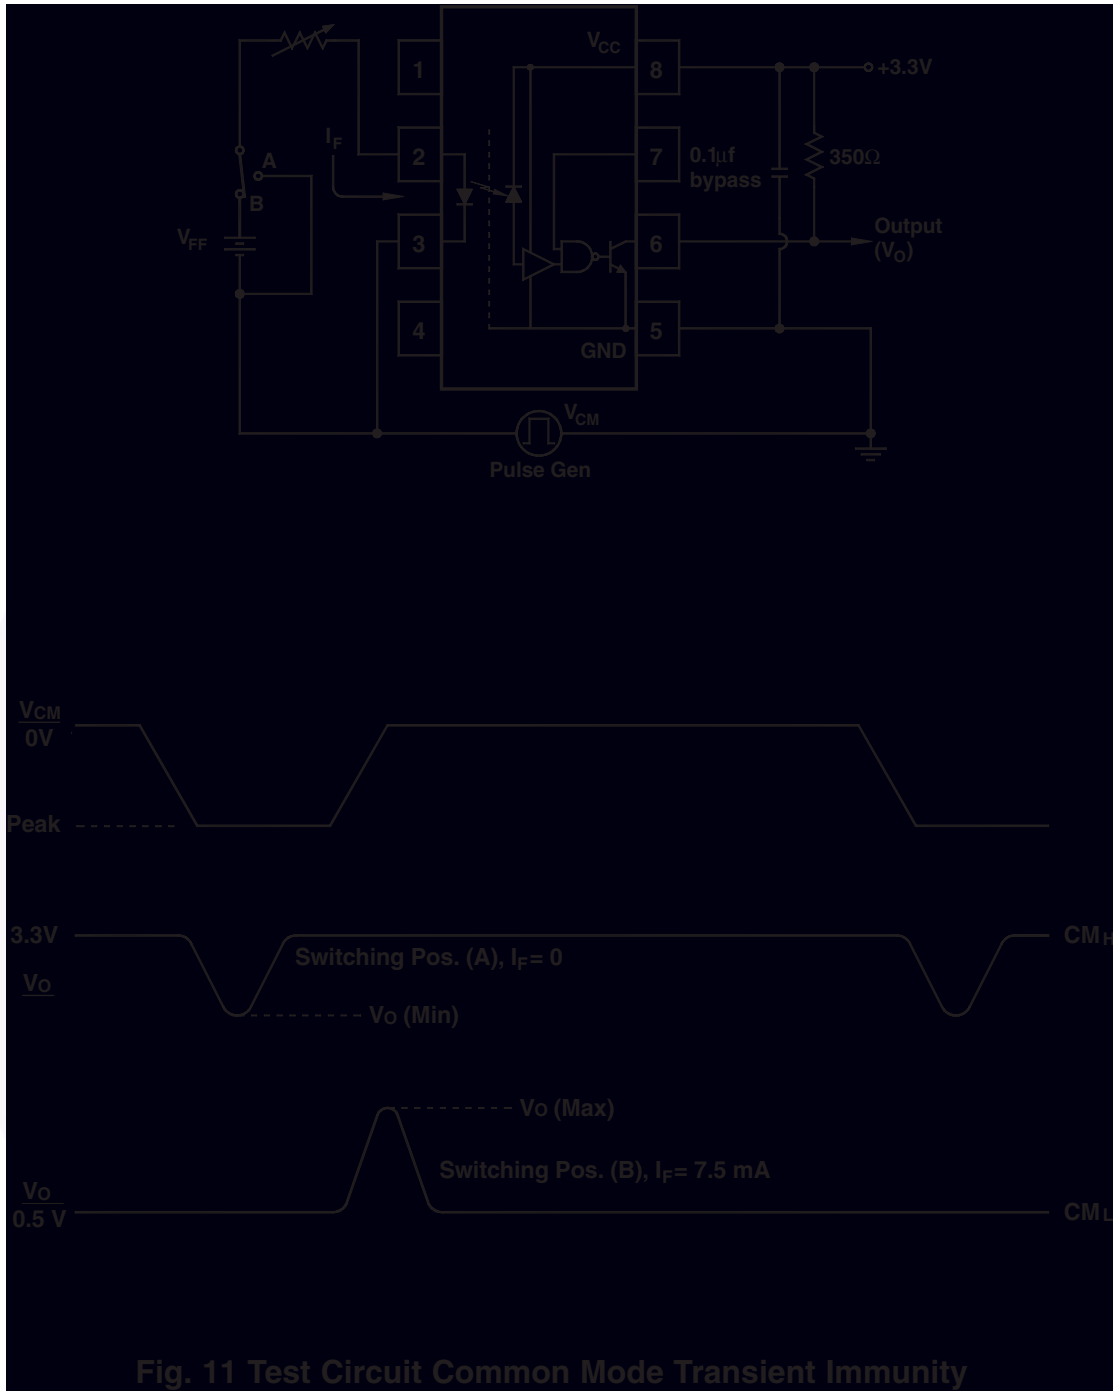 VCC
1
8
+3.3V
IF
2
7
0.1µf
bypass
350Ω
A
B
VFF
3
6
Output
(VO)
4
5
GND
VCM
Pulse Gen
VCM
0V
Peak
3.3V
CMH
Switching Pos. (A), IF= 0
VO
VO (Min)
VO (Max)
Switching Pos. (B), IF= 7.5 mA
VO
0.5 V
CML
Fig. 11 Test Circuit Common Mode Transient Immunity